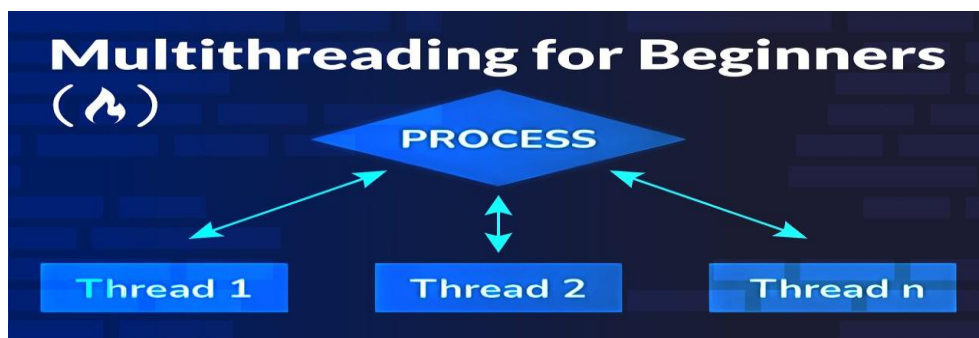 Multithreading for Beginners
PROCESS
Thread 1
Thread 2
Thread n